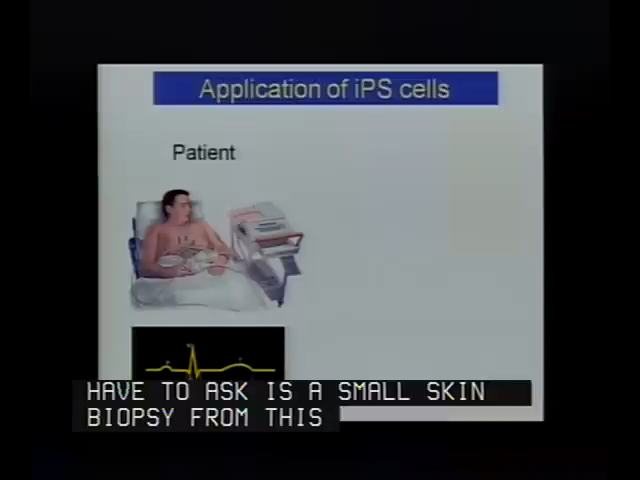 Application of iPS cells
Patient
HAVE TO ASK IS A SMALL SKIN
BIOPSY FROM THIS